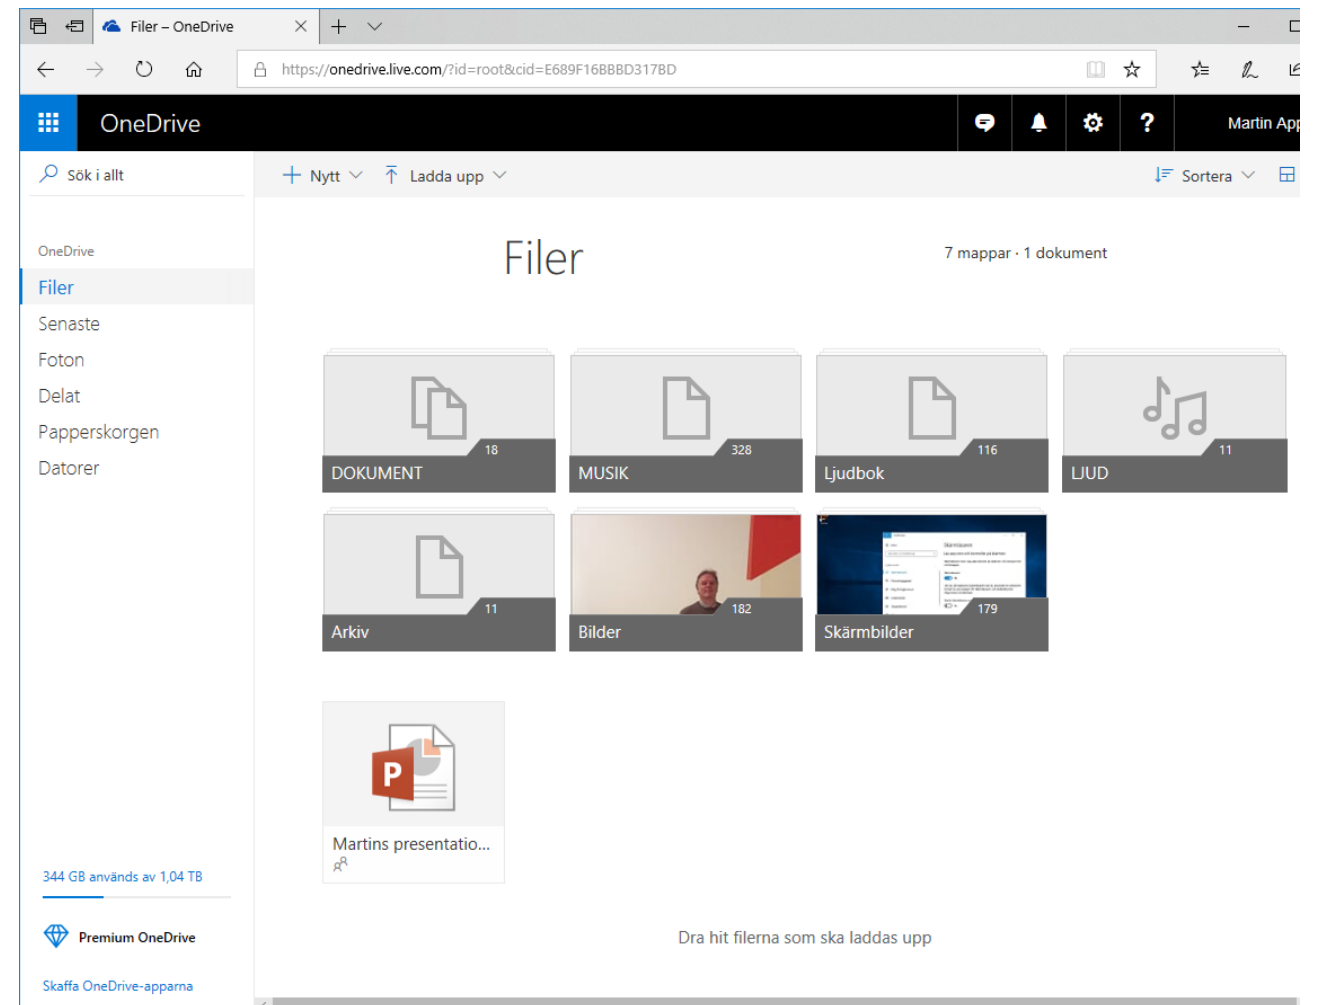 Filer – OneDrive
https://onedrive.live.com/?id=root&cid=E689F16BBBD317BD
OneDrive
Martin App
Sök i allt
Nytt
Ladda upp
Sortera
OneDrive
Filer
Senaste
Foton
Delat
Papperskorgen
Datorer
Filer
7 mappar · 1 dokument
18
DOKUMENT
328
MUSIK
116
Ljudbok
11
LJUD
11
Arkiv
182
Bilder
179
Skärmbilder
P
Martins presentatio...
344 GB används av 1,04 TB
Premium OneDrive
Skaffa OneDrive-apparna
Dra hit filerna som ska laddas upp